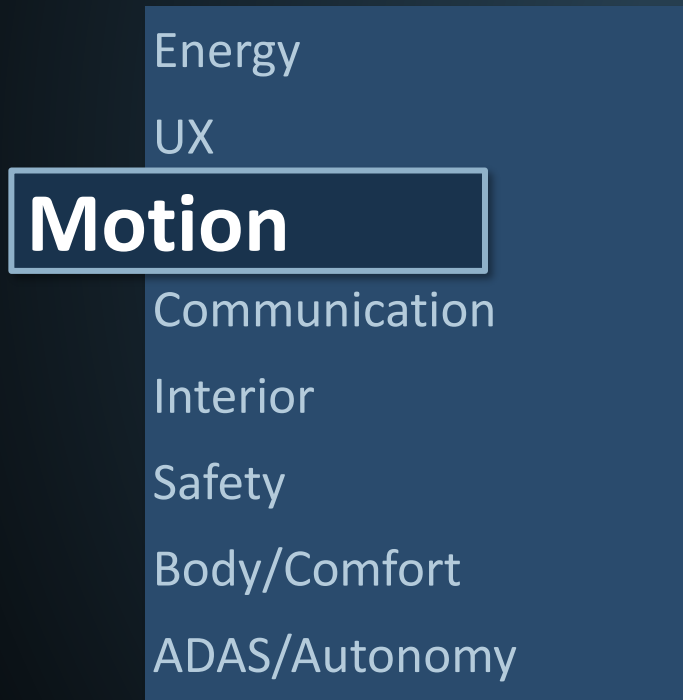 Energy
UX
Motion
Communication
Interior
Safety
Body/Comfort
ADAS/Autonomy